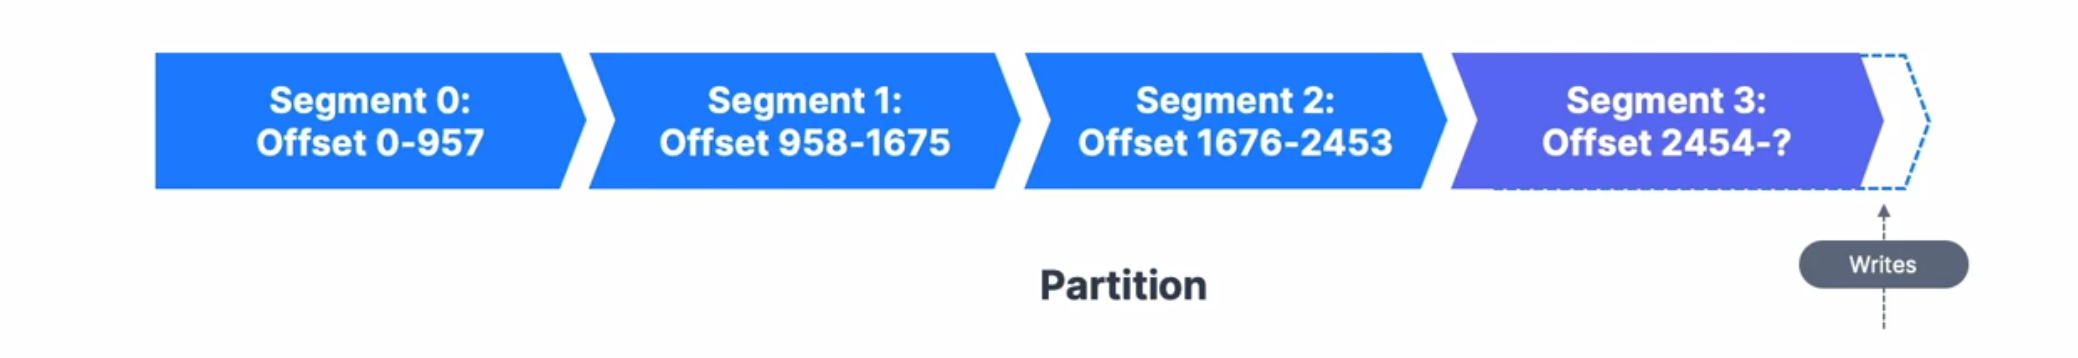 Segment 0:
Offset 0-957
Segment 1:
Offset 958-1675
Segment 2:
Offset 1676-2453
Segment 3:
Offset 2454-?
Writes
Partition